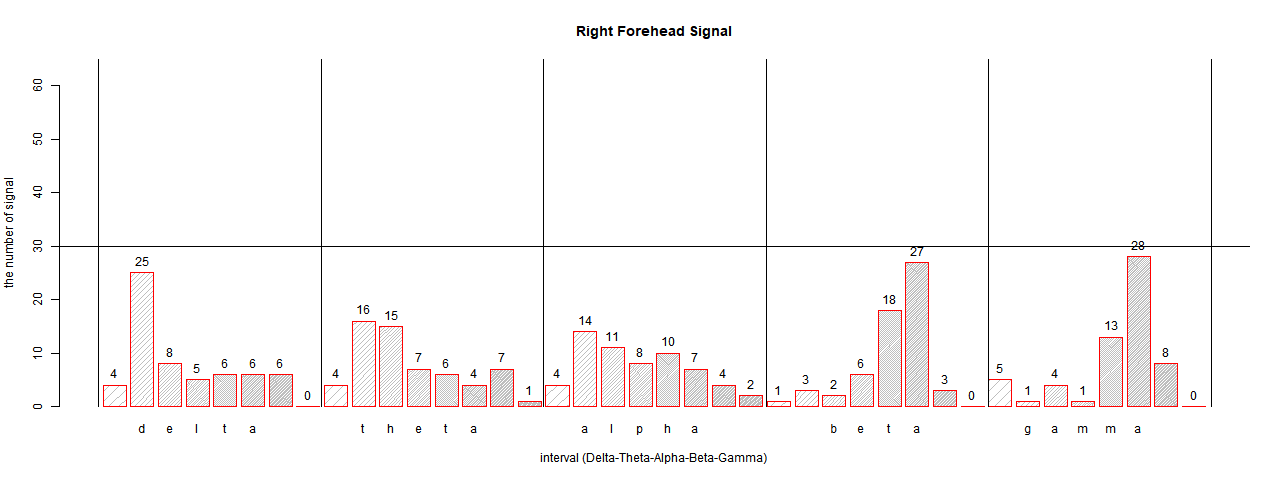 Right Forehead Signal
the number of signal
60
50
40
30
20
10
0
4 25 8 5 6 6 6 0 4 16 15 7 6 4 7 1 4 14 11 8 10 7 4 2 1 3 2 6 18 27 3 0 5 1 4 1 13 28 8 0
d e l t a t h e t a a l p h a b e t a g a m m a
interval (Delta-Theta-Alpha-Beta-Gamma)